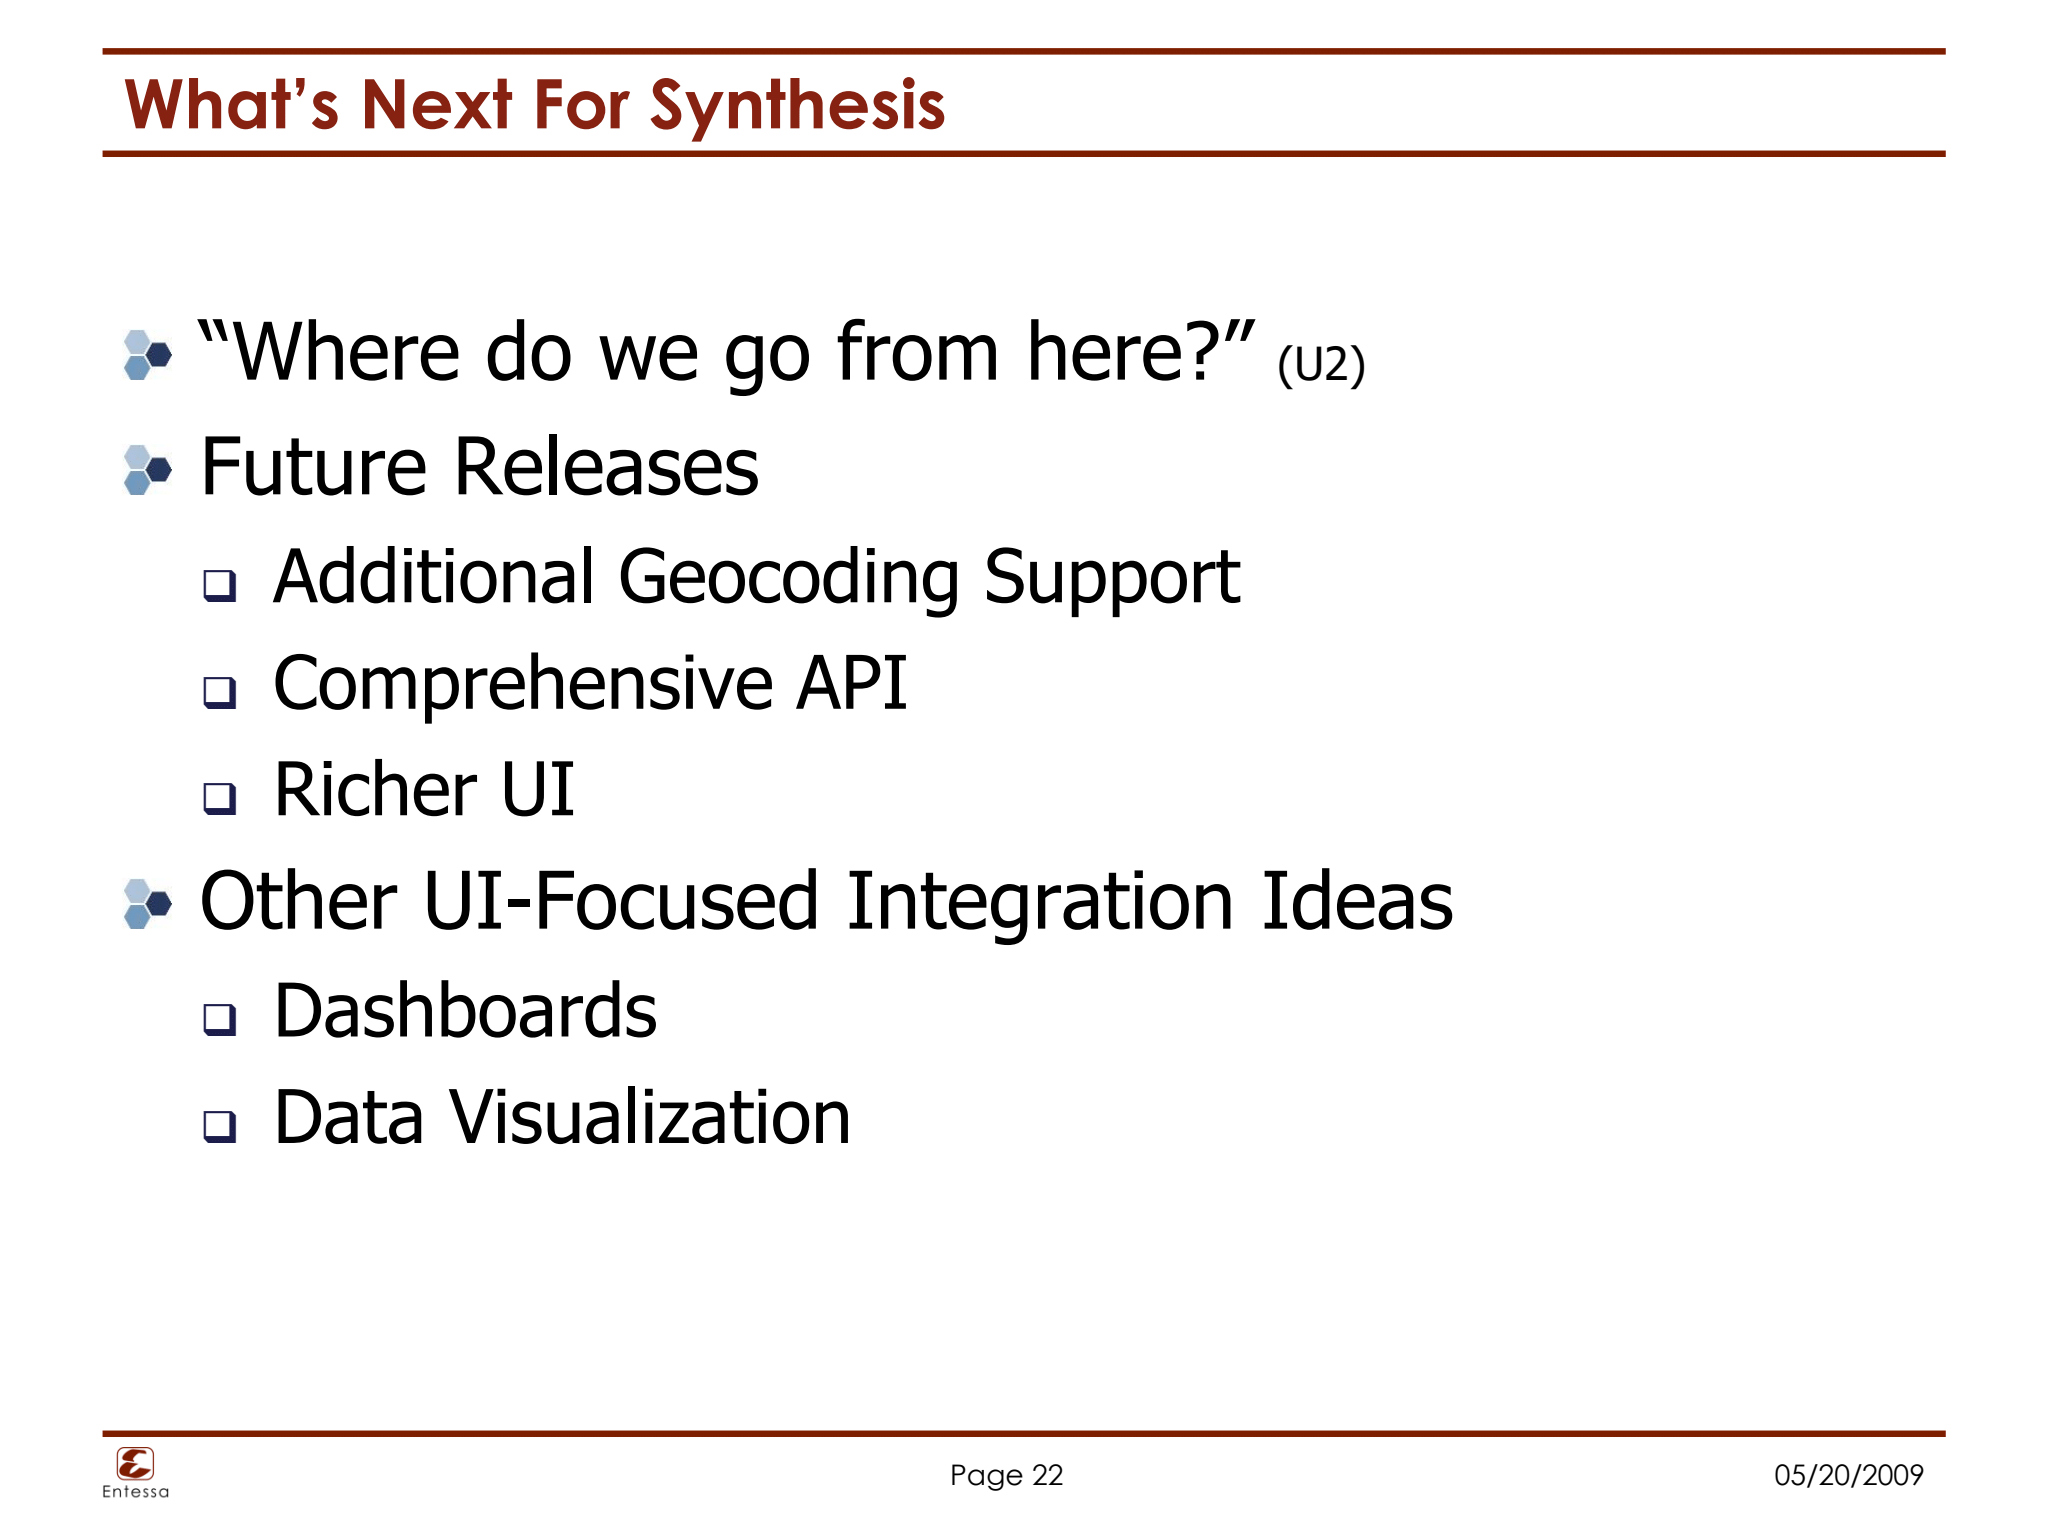 What’s Next For Synthesis
“Where do we go from here?” (U2)
Future Releases
Additional Geocoding Support
Comprehensive API
Richer UI
Other UI-Focused Integration Ideas
Dashboards
Data Visualization
Entessa
Page 22
05/20/2009